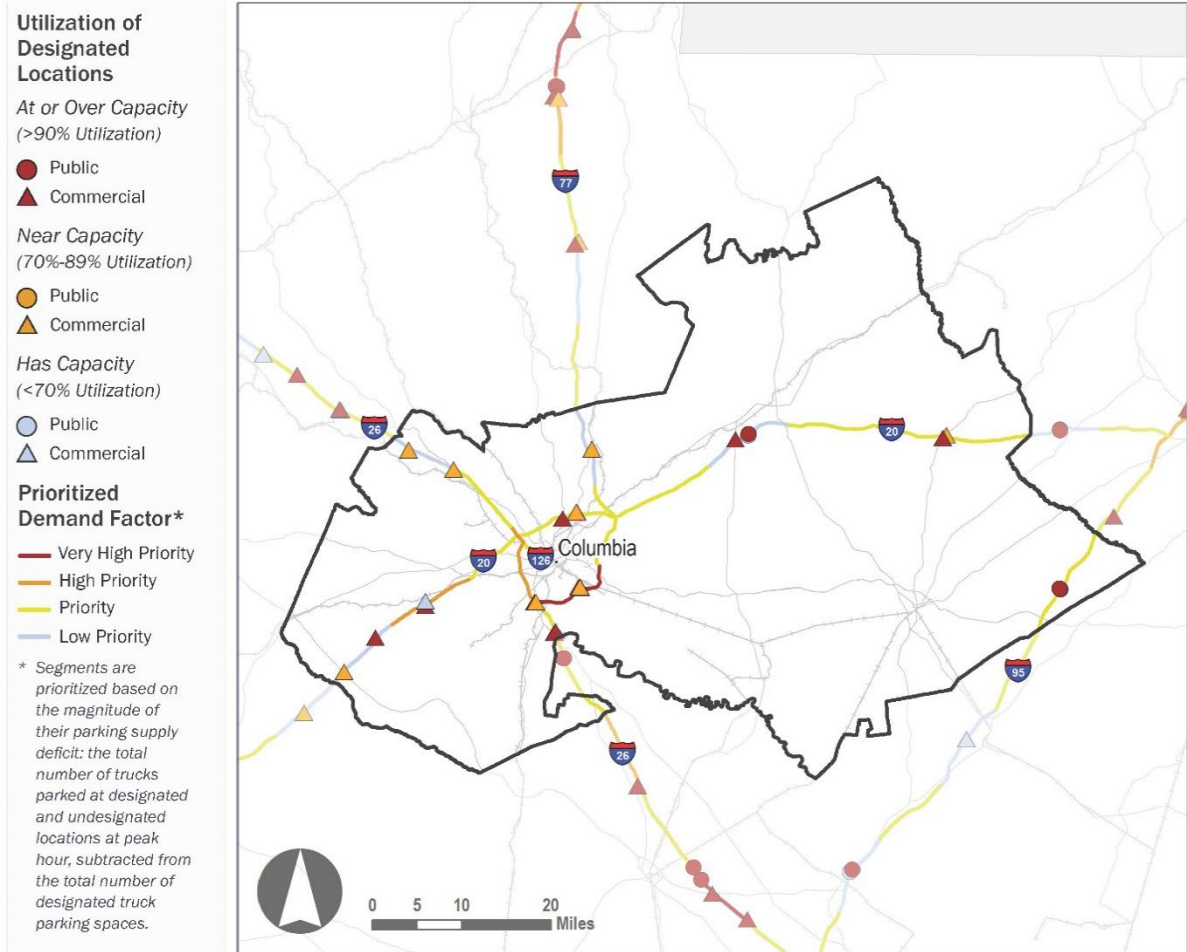 Utilization of
Designated
Locations
At or Over Capacity
(>90% Utilization)
Public
Commercial
Near Capacity
(70%-89% Utilization)
Public
Commercial
Has Capacity
(<70% Utilization)
Public
Commercial
Prioritized
Demand Factor*
Very High Priority
High Priority
Priority
Low Priority
* Segments are
prioritized based on
the magnitude of
their parking supply
deficit: the total
number of trucks
parked at designated
and undesignated
locations at peak
hour, subtracted from
the total number of
designated truck
parking spaces.
77
26
20
Columbia
20
126
95
26
0 5 10 20
Miles